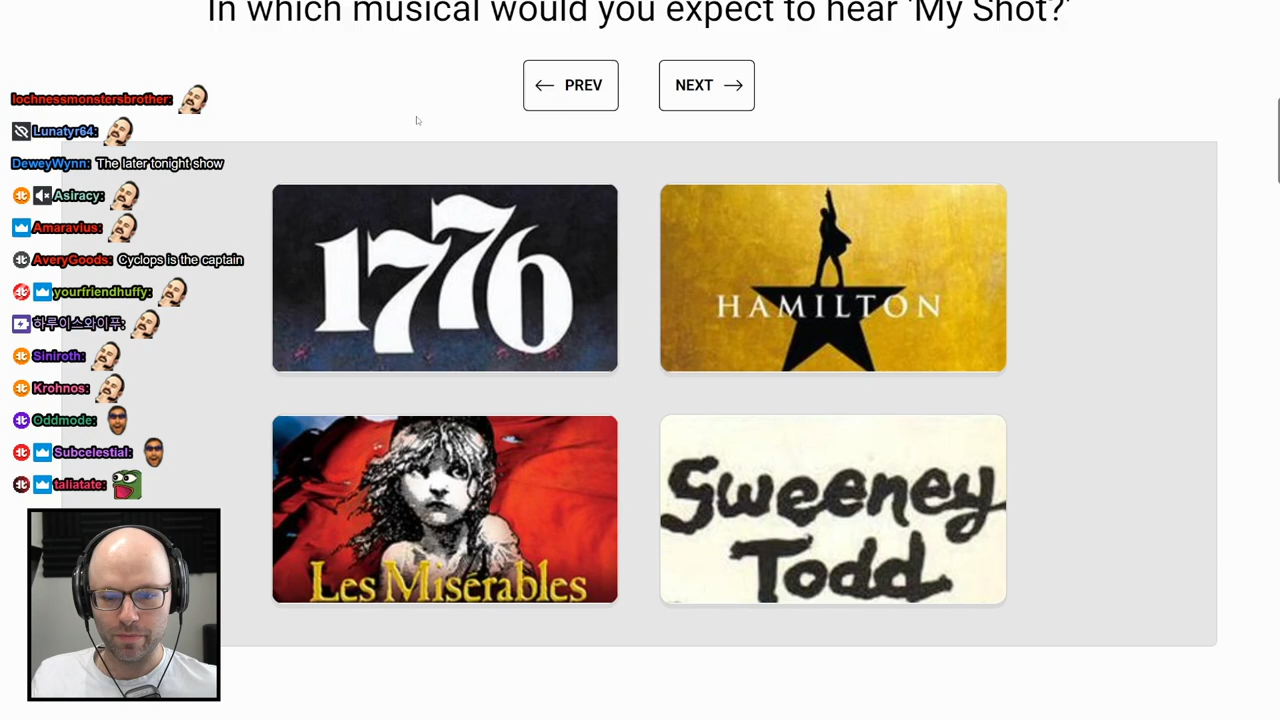 In which musical would you expect to hear 'My Shot?'
← PREV
NEXT →
lochnessmonstersbrother:
Lunatyr64:
DeweyWynn: The later tonight show
Asiracy:
Amaravius:
AveryGoods: Cyclops is the captain
yourfriendhuffy:
하루이스와이푸:
Siniroth:
Krohnos:
Oddmode:
Subcelestial:
taliatate:
1776
HAMILTON
LES MISÉRABLES
Sweeney
Todd